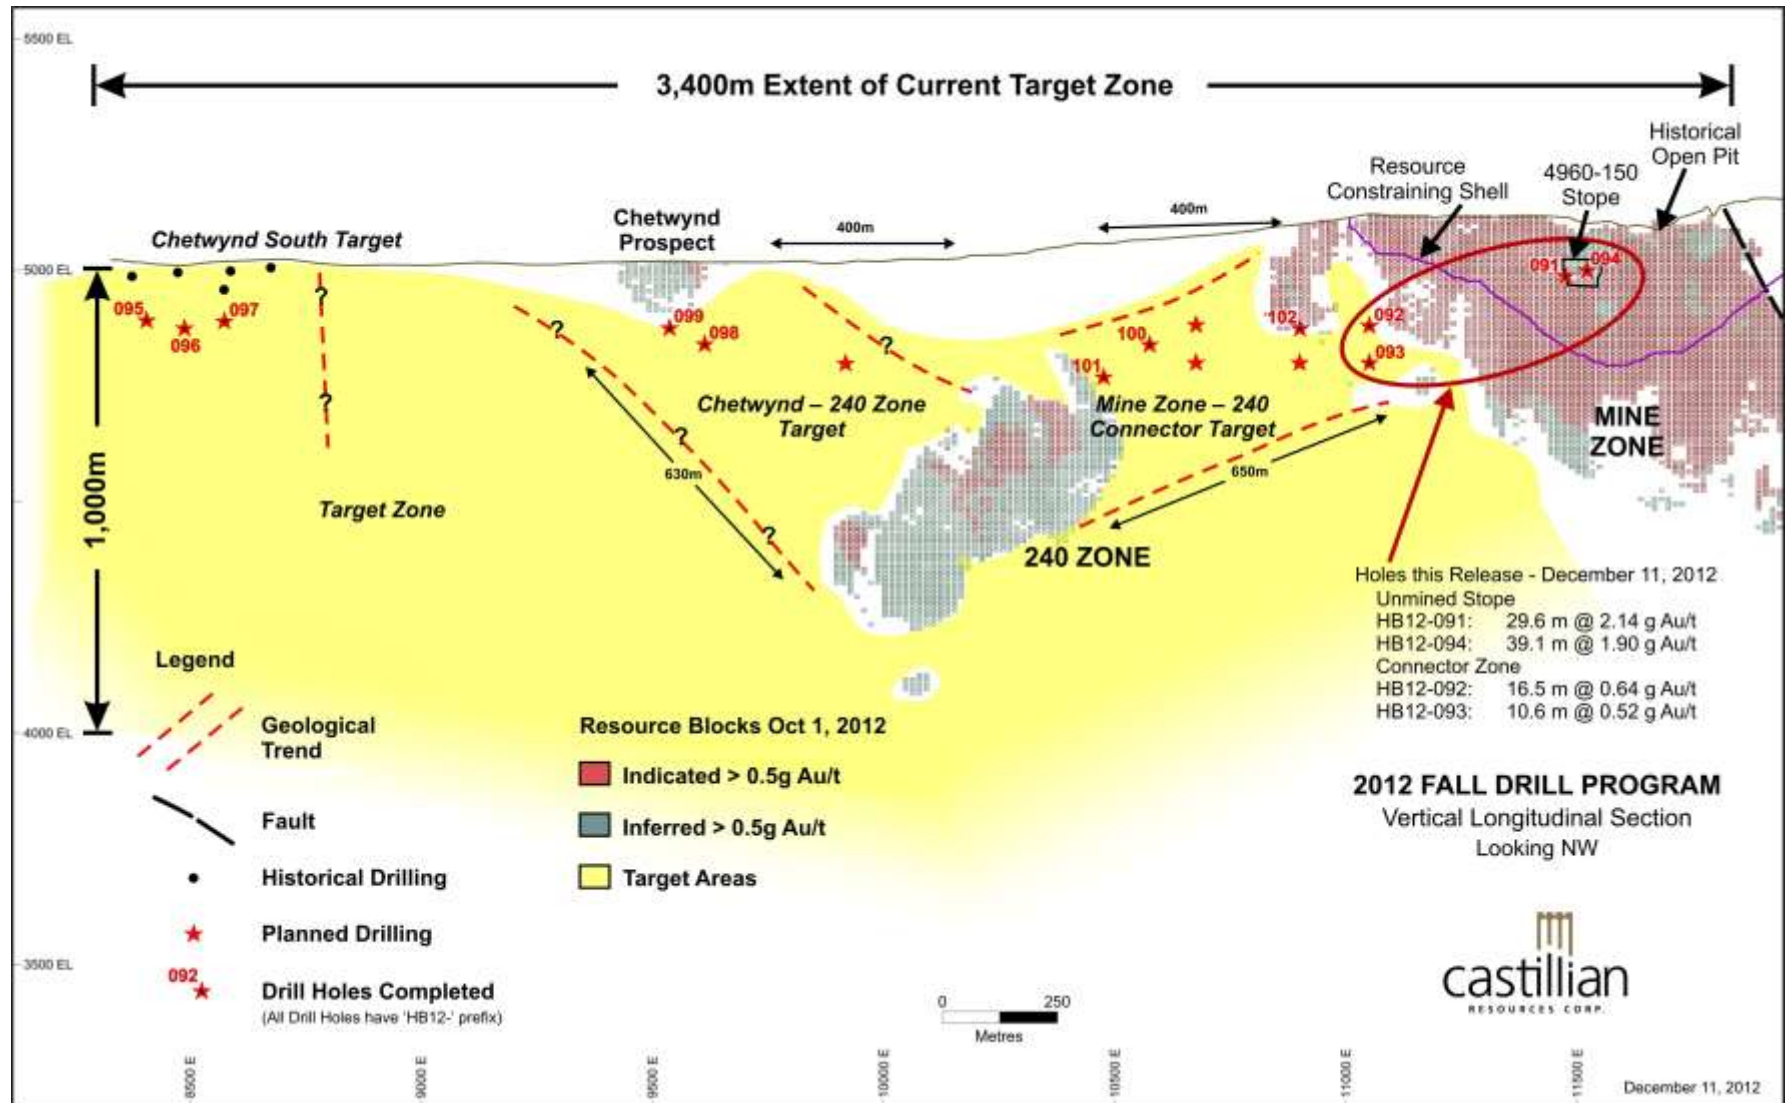 5500 EL
3,400m Extent of Current Target Zone
Historical
Open Pit
Resource
Constraining Shell
4960-150
Stope
Chetwynd South Target
Chetwynd
Prospect
400m
400m
5000 EL
091
094
095
096
097
099
098
100
101
102
092
093
?
?
?
?
?
?
?
Chetwynd – 240 Zone
Target
Mine Zone – 240
Connector Target
MINE
ZONE
630m
650m
1,000m
Target Zone
240 ZONE
Holes this Release - December 11, 2012
Unmined Stope
HB12-091: 29.6 m @ 2.14 g Au/t
HB12-094: 39.1 m @ 1.90 g Au/t
Connector Zone
HB12-092: 16.5 m @ 0.64 g Au/t
HB12-093: 10.6 m @ 0.52 g Au/t
4000 EL
Legend
Geological
Trend
Fault
Historical Drilling
Planned Drilling
092
Drill Holes Completed
(All Drill Holes have 'HB12-' prefix)
Resource Blocks Oct 1, 2012
Indicated > 0.5g Au/t
Inferred > 0.5g Au/t
Target Areas
2012 FALL DRILL PROGRAM
Vertical Longitudinal Section
Looking NW
castillian
RESOURCES CORP.
3500 EL
0 250
Metres
8500 E
9000 E
9500 E
10000 E
10500 E
11000 E
11500 E
December 11, 2012